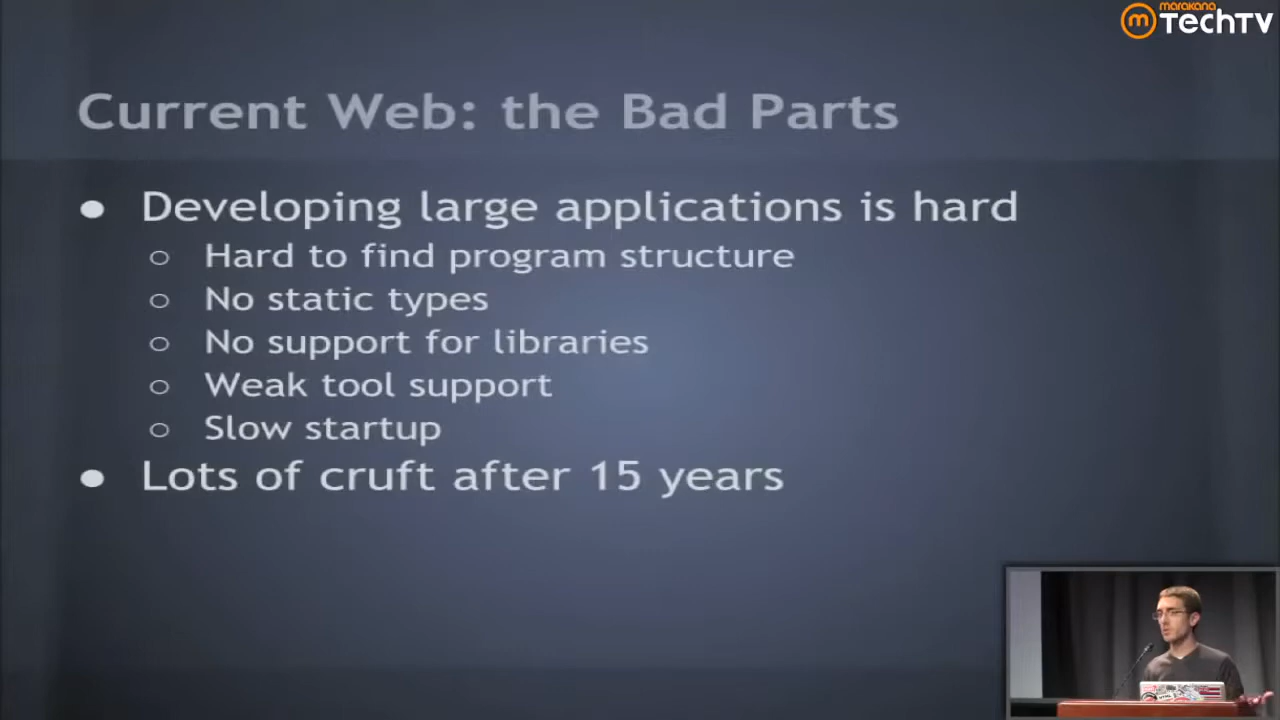 marakana
TechTV
Current Web: the Bad Parts
Developing large applications is hard
Hard to find program structure
No static types
No support for libraries
Weak tool support
Slow startup
Lots of cruft after 15 years